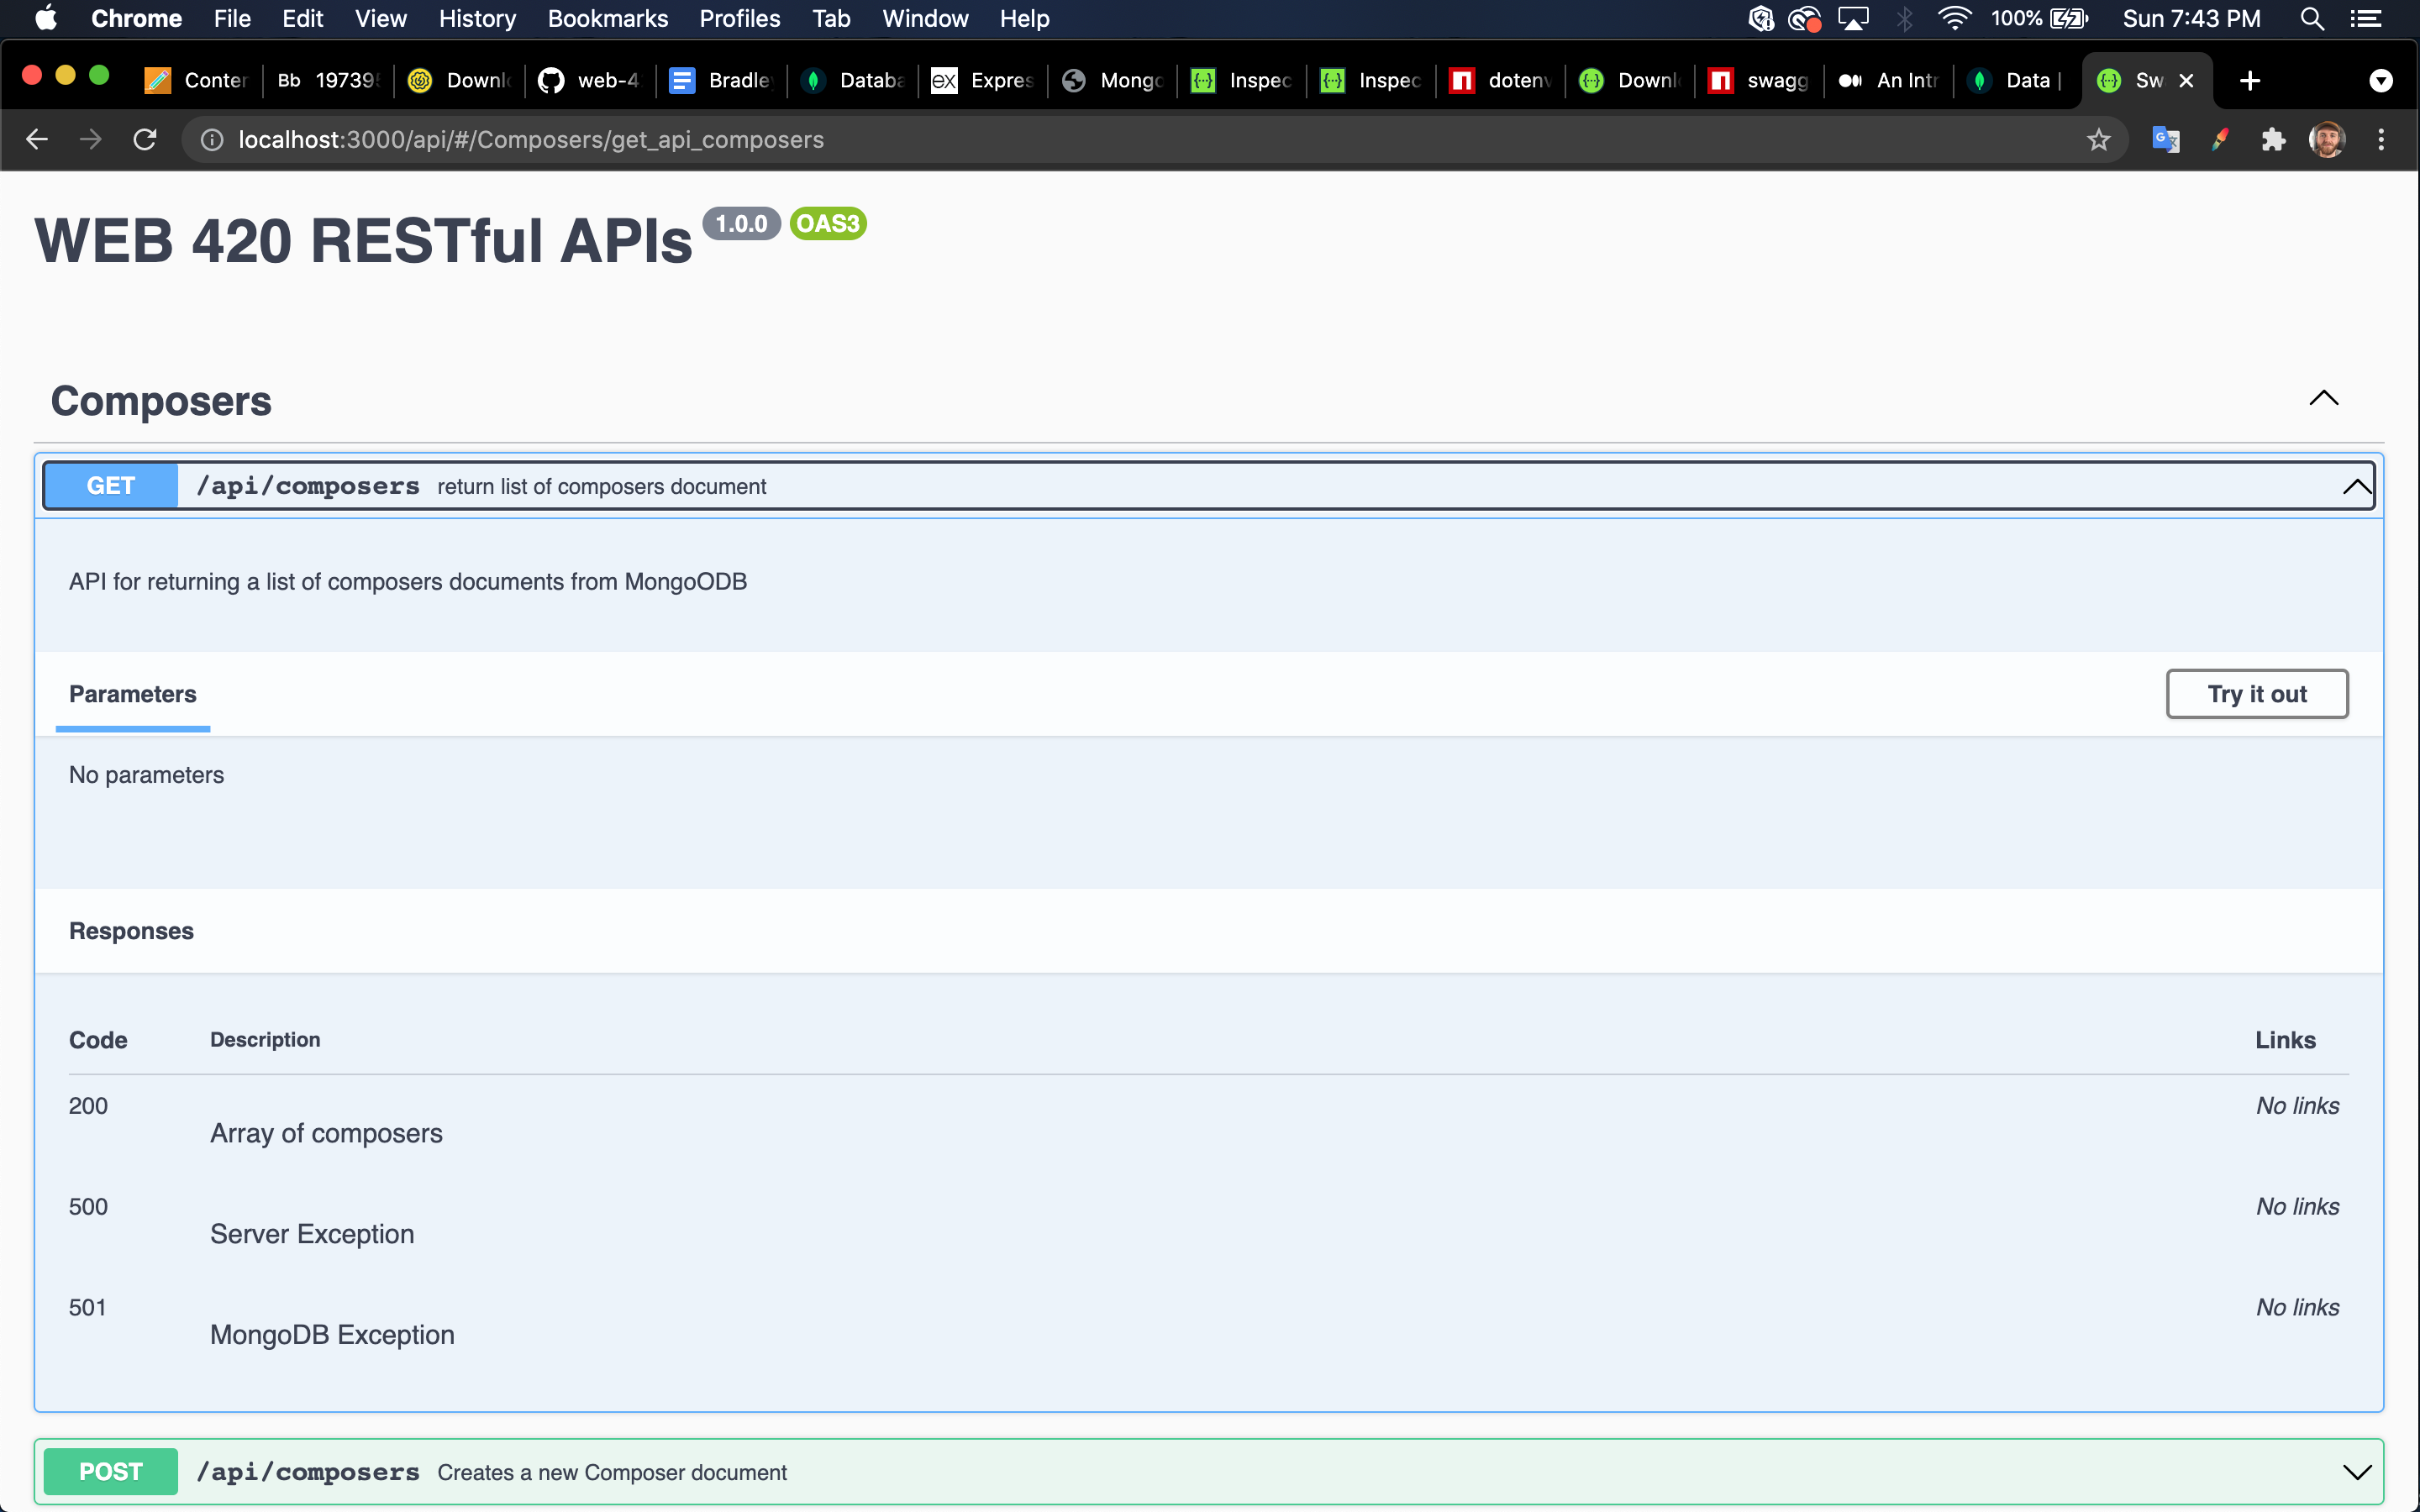 Chrome File Edit View History Bookmarks Profiles Tab Window Help 100% Sun 7:43 PM
Conter Bb 19739 Downl web-4 Bradley Databa ex Expres Mongo Inspec Inspec dotenv Downl swagg An Intr Data | Sw
localhost:3000/api/#/Composers/get_api_composers
WEB 420 RESTful APIs 1.0.0 OAS3
Composers
GET /api/composers return list of composers document
API for returning a list of composers documents from MongoODB
Parameters Try it out
No parameters
Responses
Code Description Links
200 No links
Array of composers
500 No links
Server Exception
501 No links
MongoDB Exception
POST /api/composers Creates a new Composer document